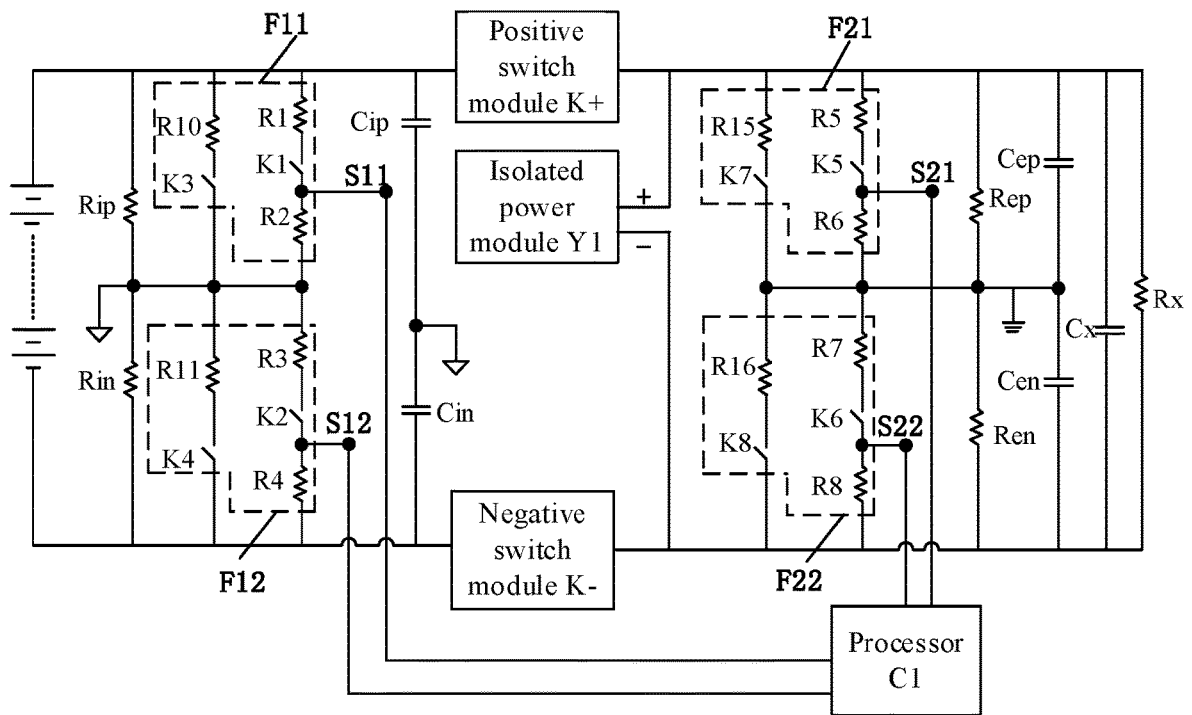 F11
Positive
switch
module K+
F21
R10
R1
Cip
R15
R5
Cep
K3
K1
S11
Isolated
power
module Y1
+
−
K7
K5
S21
Rip
R2
R6
Rep
Rx
Rin
R11
R3
R16
R7
Cx
Cen
K2
S12
Cin
K6
S22
Ren
K4
R4
K8
R8
F12
Negative
switch
module K-
F22
Processor
C1